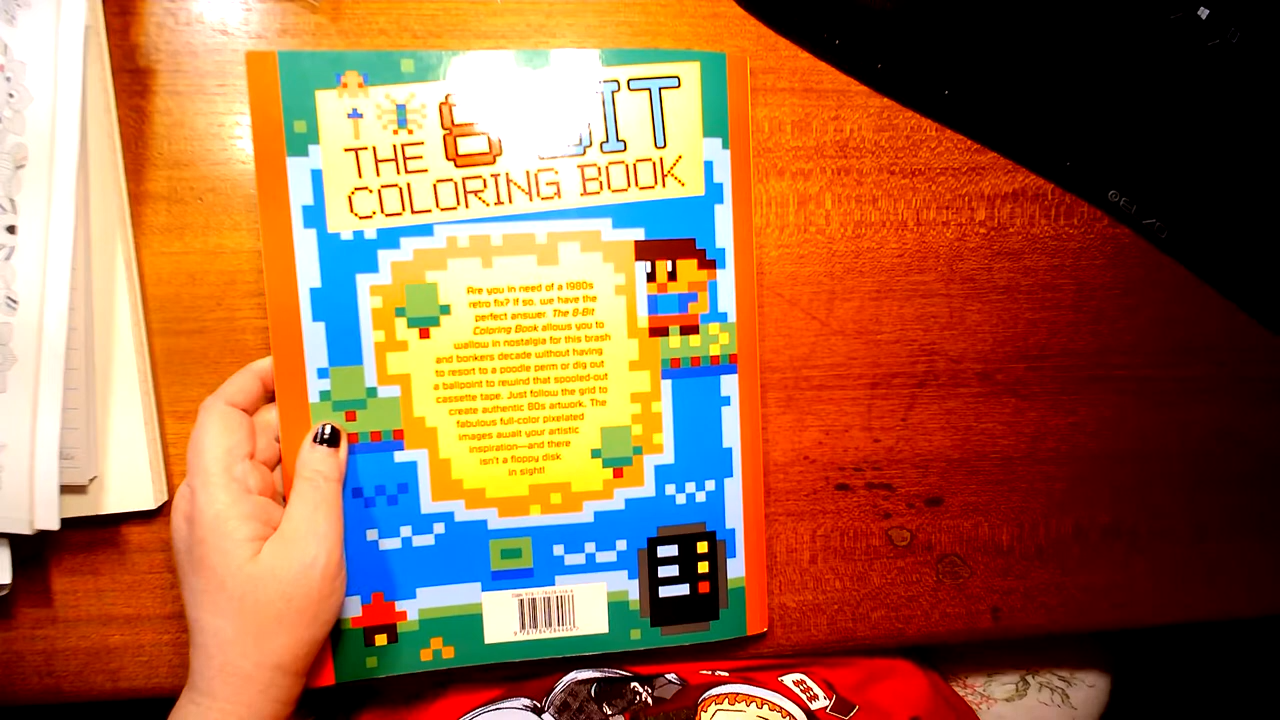 THE 8 BIT
COLORING BOOK
Are you in need of a 1980s
retro fix? If so, we have the
perfect answer. The 8-Bit
Coloring Book allows you to
wallow in nostalgia for this brash
and bonkers decade without having
to resort to a poodle perm or dig out
a ballpoint to rewind that spooled-out
cassette tape. Just follow the grid to
create authentic 80s artwork. The
fabulous full-color pixelated
images await your artistic
inspiration—and there
isn't a floppy disk
in sight!
9 781784 284466